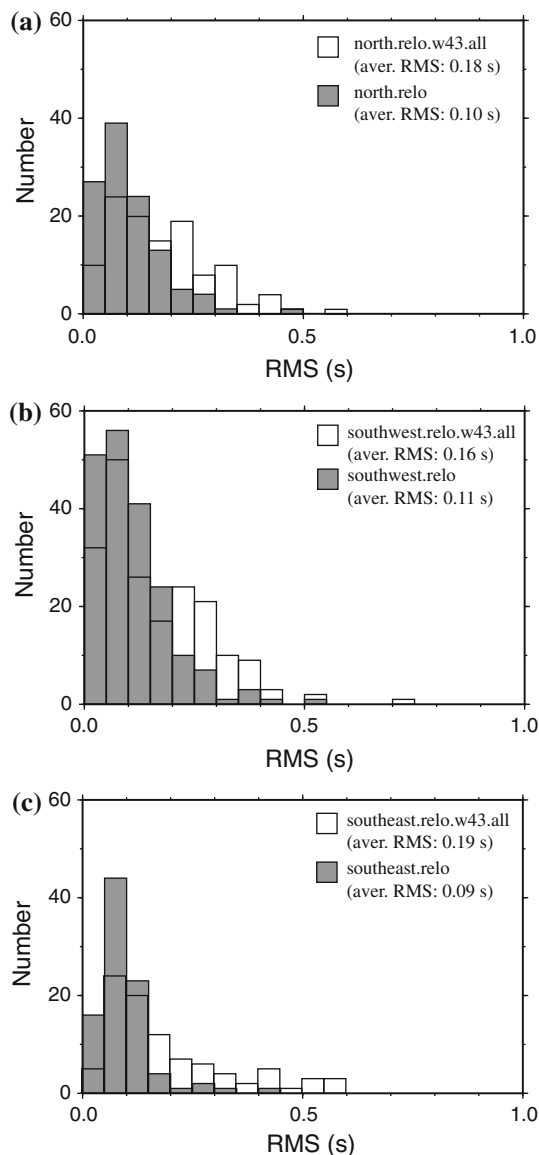 (a)
60
40
20
0
Number
north.relo.w43.all
(aver. RMS: 0.18 s)
north.relo
(aver. RMS: 0.10 s)
0.0
0.5
1.0
RMS (s)
(b)
60
40
20
0
Number
southwest.relo.w43.all
(aver. RMS: 0.16 s)
southwest.relo
(aver. RMS: 0.11 s)
0.0
0.5
1.0
RMS (s)
(c)
60
40
20
0
Number
southeast.relo.w43.all
(aver. RMS: 0.19 s)
southeast.relo
(aver. RMS: 0.09 s)
0.0
0.5
1.0
RMS (s)